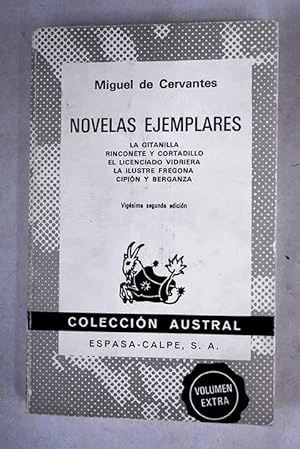 Miguel de Cervantes
NOVELAS EJEMPLARES
LA GITANILLA
RINCONETE Y CORTADILLO
EL LICENCIADO VIDRIERA
LA ILUSTRE FREGONA
CIPIÓN Y BERGANZA
Vigésima segunda edición
COLECCIÓN AUSTRAL
ESPASA-CALPE, S. A.
VOLUMEN
EXTRA